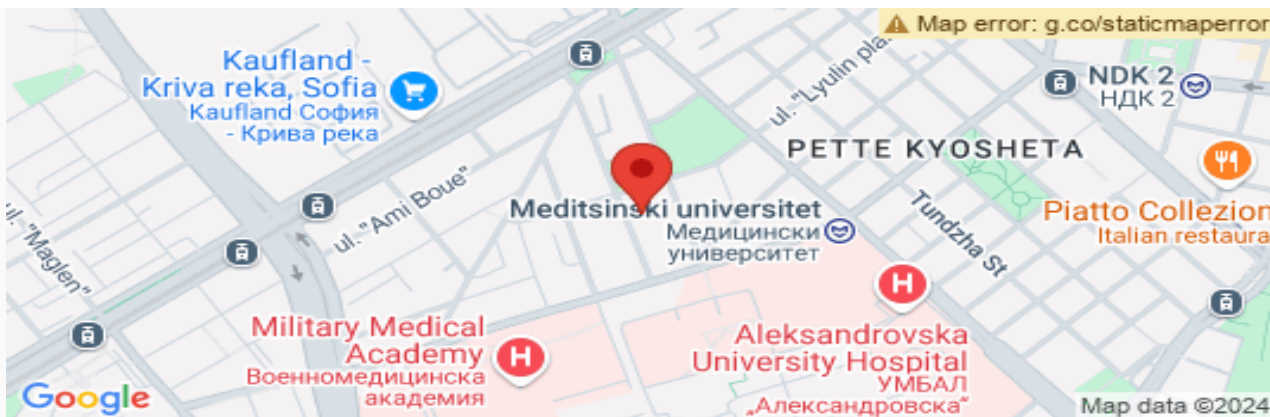 Map error: g.co/staticmaperror
Kaufland -
Kriva reka, Sofia
Kaufland София
- Крива река
ul. "Lyulin pla
NDK 2
НДК 2
PETTE KYOSHETA
ul. "Ami Boue"
ul. "Maglen"
Meditsinski universitet
Медицински
университет
Tundzha St
Piatto Collezion
Italian restaura
Military Medical
Academy
Военномедицинска
академия
H
H
Aleksandrovska
University Hospital
УМБАЛ
„Александровска“
Google
Map data ©2024